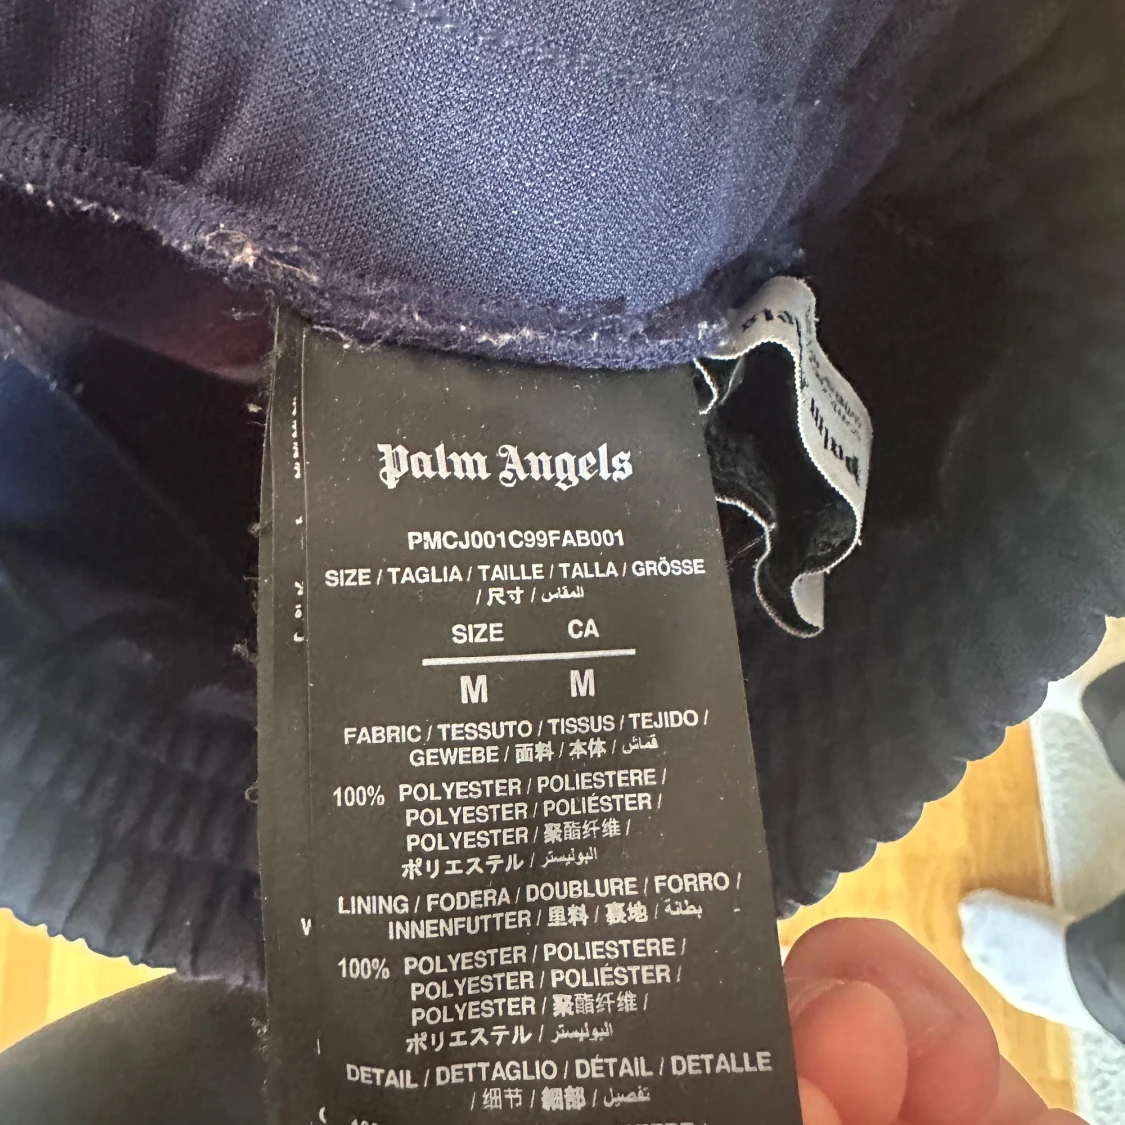 Palm Angels
PMCJ001C99FAB001
SIZE / TAGLIA / TAILLE / TALLA / GRÖSSE
/ 尺寸 / المقاس
SIZE CA
M M
FABRIC / TESSUTO / TISSUS / TEJIDO /
GEWEBE / 面料 / 本体 / قماش
100% POLYESTER / POLIESTERE /
POLYESTER / POLIÉSTER /
POLYESTER / 聚酯纤维 /
ポリエステル / البوليستر
LINING / FODERA / DOUBLURE / FORRO /
INNENFUTTER / 里料 / 裏地 / بطانة
100% POLYESTER / POLIESTERE /
POLYESTER / POLIÉSTER /
POLYESTER / 聚酯纤维 /
ポリエステル / البوليستر
DETAIL / DETTAGLIO / DÉTAIL / DETALLE
/ 细节 / 細部 / تفصيل